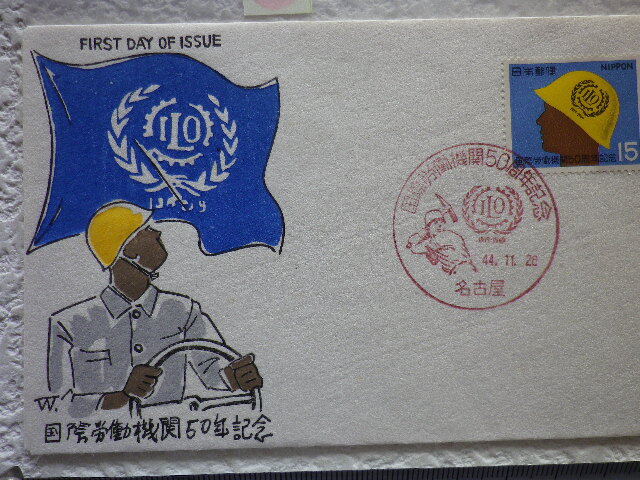 FIRST DAY OF ISSUE
ILO
W.
国際労働機関50年記念
日本郵便 NIPPON
ILO
国際労働機関50周年記念 15
国際労働機関50周年記念
ILO
44.11.26
名古屋